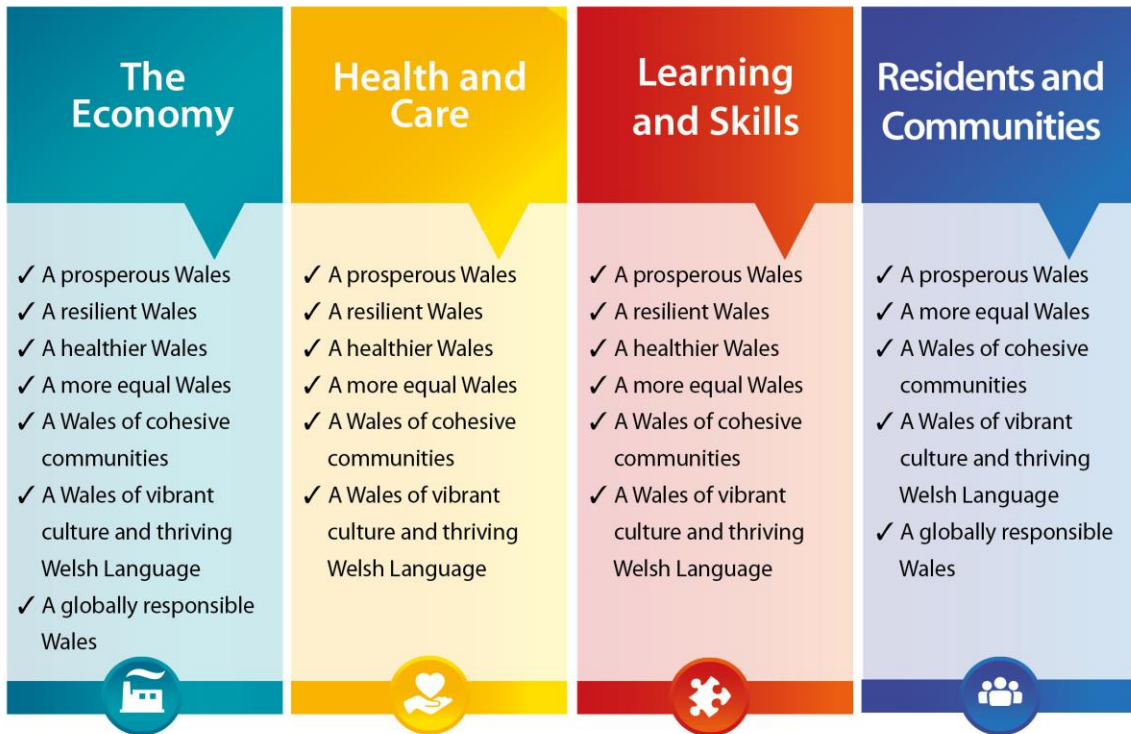 The
Economy
✓ A prosperous Wales
✓ A resilient Wales
✓ A healthier Wales
✓ A more equal Wales
✓ A Wales of cohesive
communities
✓ A Wales of vibrant
culture and thriving
Welsh Language
✓ A globally responsible
Wales
Health and
Care
✓ A prosperous Wales
✓ A resilient Wales
✓ A healthier Wales
✓ A more equal Wales
✓ A Wales of cohesive
communities
✓ A Wales of vibrant
culture and thriving
Welsh Language
Learning
and Skills
✓ A prosperous Wales
✓ A resilient Wales
✓ A healthier Wales
✓ A more equal Wales
✓ A Wales of cohesive
communities
✓ A Wales of vibrant
culture and thriving
Welsh Language
Residents and
Communities
✓ A prosperous Wales
✓ A more equal Wales
✓ A Wales of cohesive
communities
✓ A Wales of vibrant
culture and thriving
Welsh Language
✓ A globally responsible
Wales